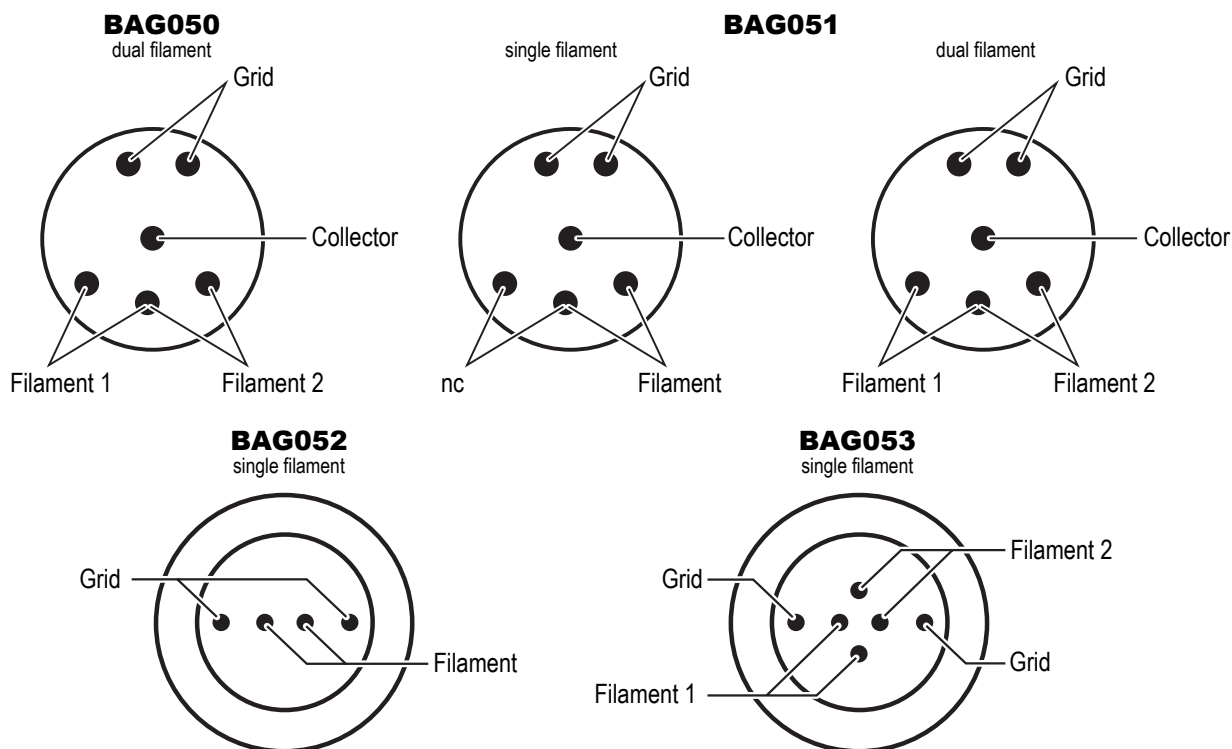 BAG050
dual filament
Grid
Collector
Filament 1
Filament 2
BAG051
single filament
Grid
Collector
nc
Filament
dual filament
Grid
Collector
Filament 1
Filament 2
BAG052
single filament
Grid
Filament
BAG053
single filament
Filament 2
Grid
Grid
Filament 1